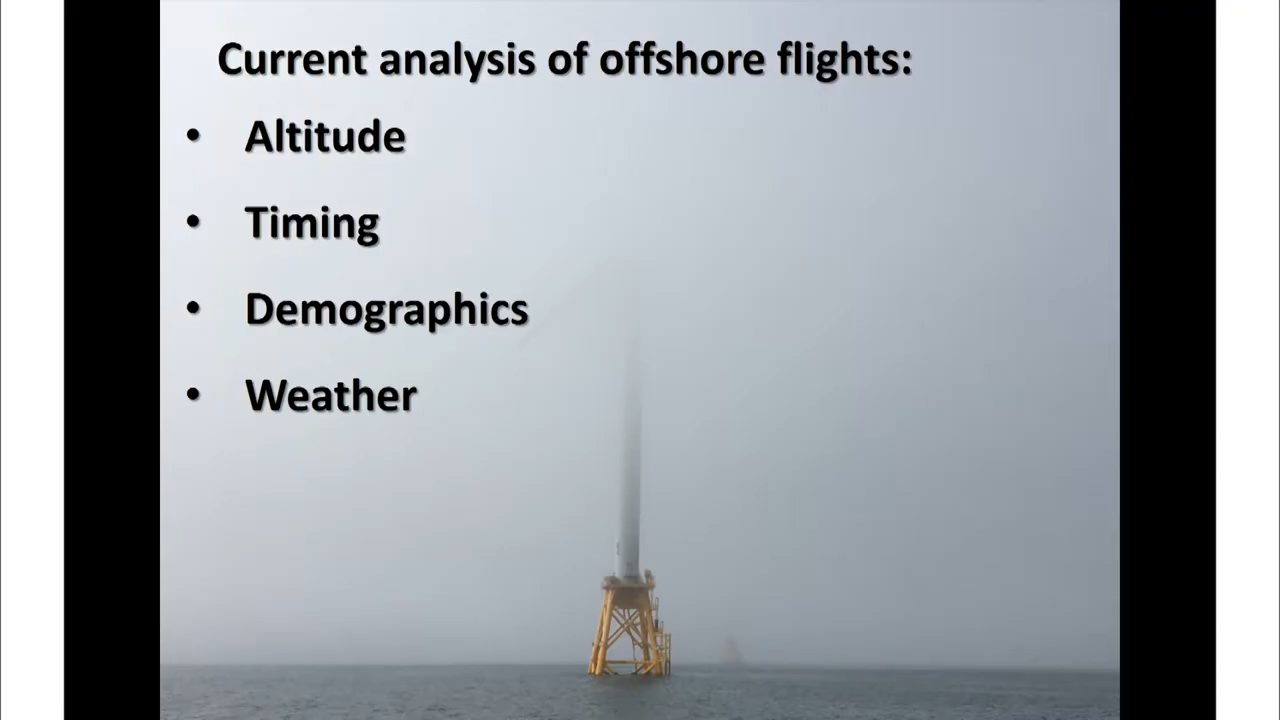 Current analysis of offshore flights:
• Altitude
• Timing
• Demographics
• Weather